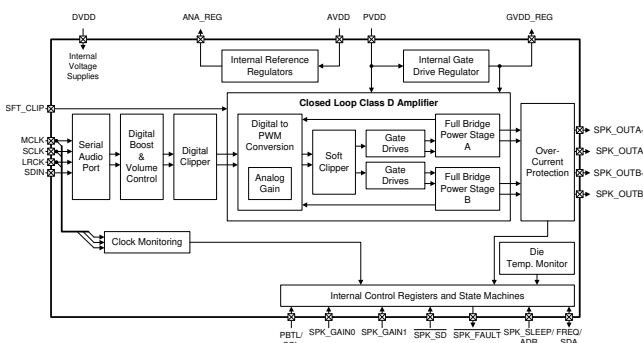 DVDD
ANA_REG
AVDD
PVDD
GVDD_REG
Internal
Voltage
Supplies
Internal Reference
Regulators
Internal Gate
Drive Regulator
SFT_CLIP
Closed Loop Class D Amplifier
MCLK
SCLK
LRCK
SDIN
Serial
Audio
Port
Digital
Boost
&
Volume
Control
Digital
Clipper
Digital to
PWM
Conversion
Analog
Gain
Soft
Clipper
Gate
Drives
Gate
Drives
Full Bridge
Power Stage
A
Full Bridge
Power Stage
B
Over-
Current
Protection
SPK_OUTA-
SPK_OUTA
SPK_OUTB-
SPK_OUTB
Clock Monitoring
Die
Temp. Monitor
Internal Control Registers and State Machines
PBTL/
SPK_GAIN0
SPK_GAIN1
SPK_SD
SPK_FAULT
SPK_SLEEP/
ADR
FREQ/
SDA